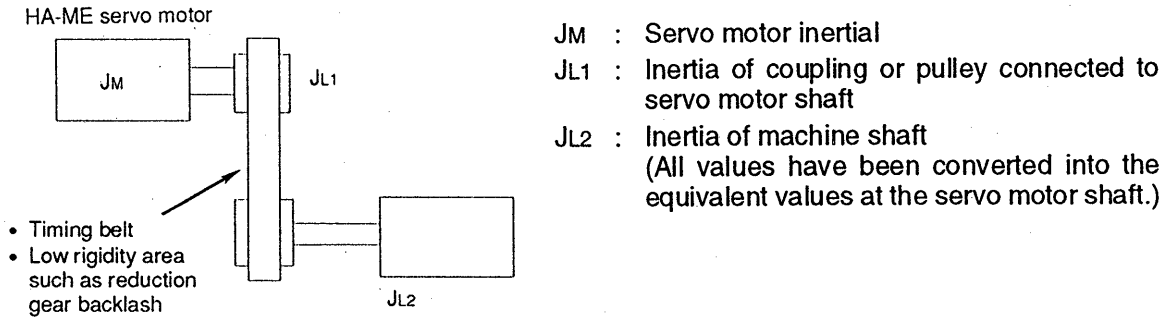 HA-ME servo motor
JM
JL1
• Timing belt
• Low rigidity area
such as reduction
gear backlash
JL2
JM : Servo motor inertial
JL1 : Inertia of coupling or pulley connected to
servo motor shaft
JL2 : Inertia of machine shaft
(All values have been converted into the
equivalent values at the servo motor shaft.)